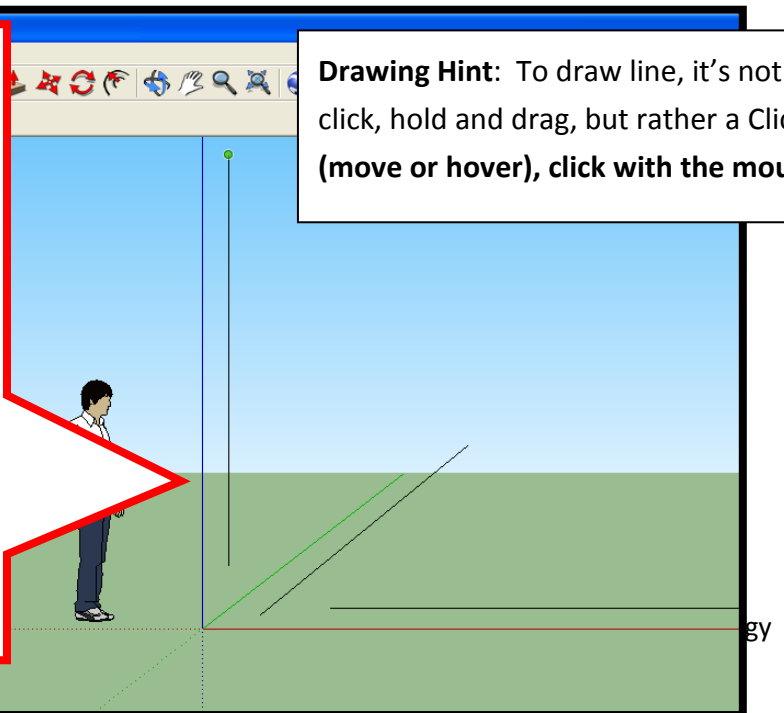 Drawing Hint: To draw line, it’s not
click, hold and drag, but rather a Clic
(move or hover), click with the mou
gy